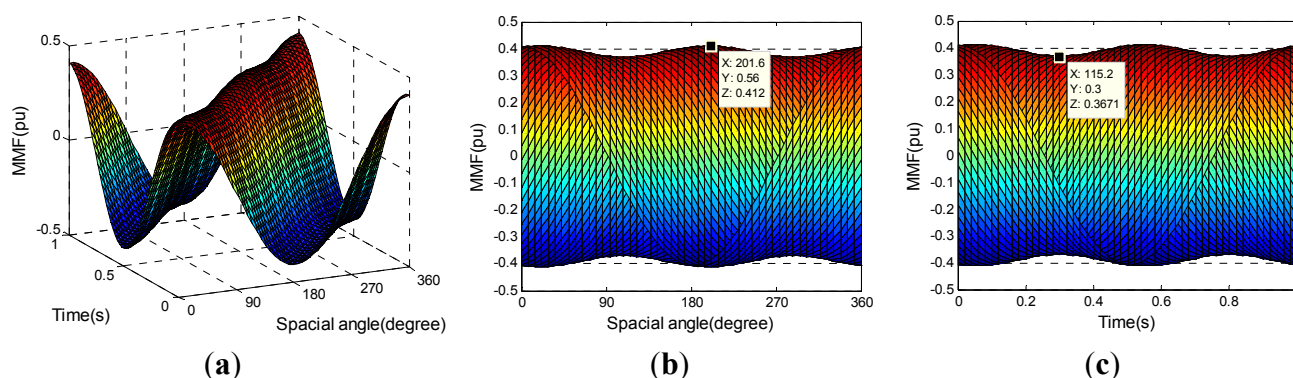 0.5
0
-0.5
MMF(pu)
1
0.5
0
Time(s)
0
90
180
270
360
Spacial angle(degree)
(a)
0.5
0.4
0.3
0.2
0.1
0
-0.1
-0.2
-0.3
-0.4
-0.5
MMF(pu)
X: 201.6
Y: 0.56
Z: 0.412
0
90
180
270
360
Spacial angle(degree)
(b)
0.5
0.4
0.3
0.2
0.1
0
-0.1
-0.2
-0.3
-0.4
-0.5
MMF(pu)
X: 115.2
Y: 0.3
Z: 0.3671
0
0.2
0.4
0.6
0.8
Time(s)
(c)